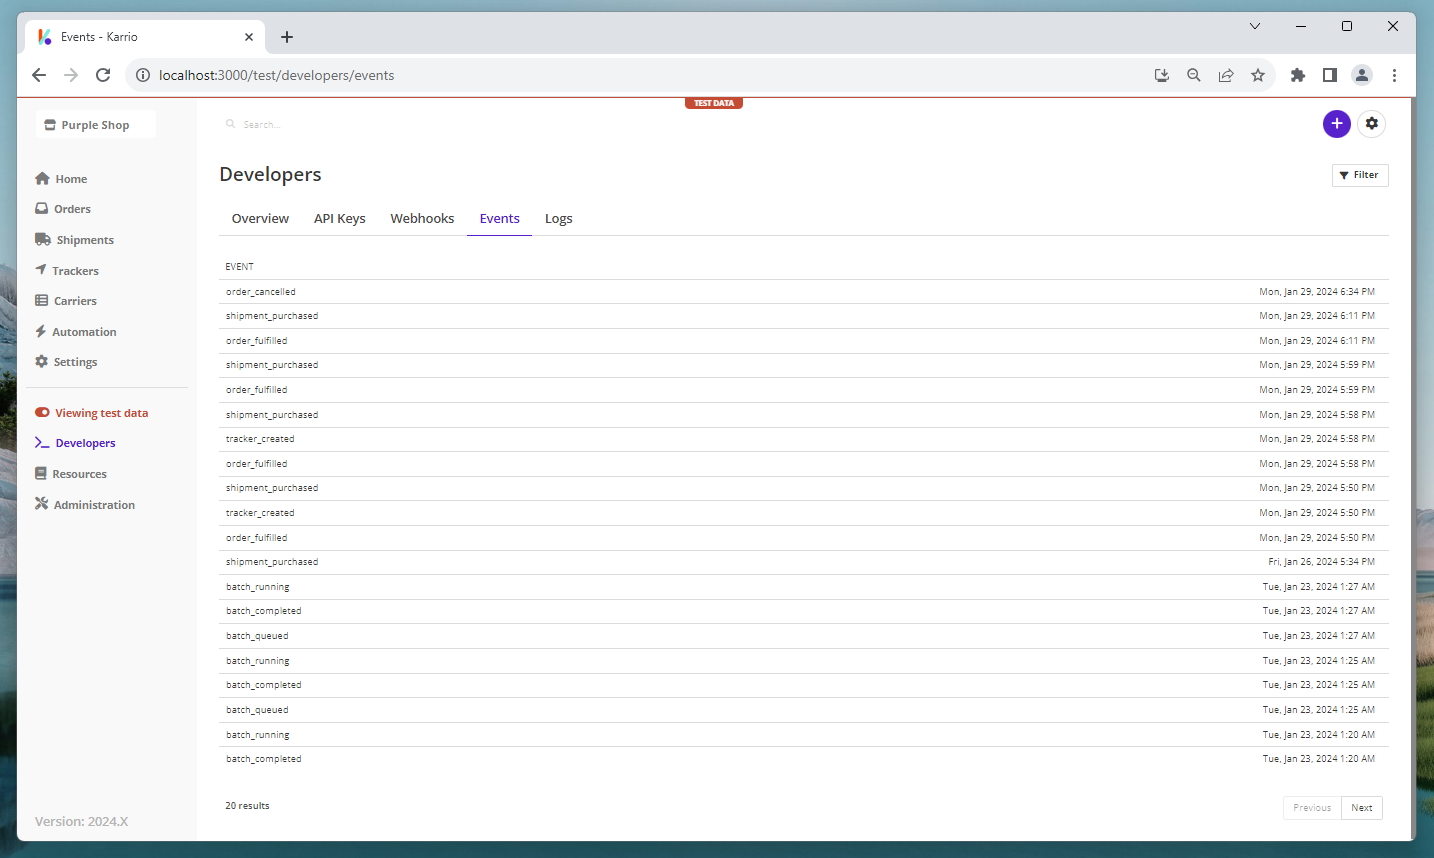 Events - Karrio
localhost:3000/test/developers/events
TEST DATA
Purple Shop
Search...
Home
Orders
Shipments
Trackers
Carriers
Automation
Settings
Viewing test data
Developers
Resources
Administration
Version: 2024.X
Developers
Filter
Overview API Keys Webhooks Events Logs
EVENT
order_cancelled Mon, Jan 29, 2024 6:34 PM
shipment_purchased Mon, Jan 29, 2024 6:11 PM
order_fulfilled Mon, Jan 29, 2024 6:11 PM
shipment_purchased Mon, Jan 29, 2024 5:59 PM
order_fulfilled Mon, Jan 29, 2024 5:59 PM
shipment_purchased Mon, Jan 29, 2024 5:58 PM
tracker_created Mon, Jan 29, 2024 5:58 PM
order_fulfilled Mon, Jan 29, 2024 5:58 PM
shipment_purchased Mon, Jan 29, 2024 5:50 PM
tracker_created Mon, Jan 29, 2024 5:50 PM
order_fulfilled Mon, Jan 29, 2024 5:50 PM
shipment_purchased Fri, Jan 26, 2024 5:34 PM
batch_running Tue, Jan 23, 2024 1:27 AM
batch_completed Tue, Jan 23, 2024 1:27 AM
batch_queued Tue, Jan 23, 2024 1:27 AM
batch_running Tue, Jan 23, 2024 1:25 AM
batch_completed Tue, Jan 23, 2024 1:25 AM
batch_queued Tue, Jan 23, 2024 1:25 AM
batch_running Tue, Jan 23, 2024 1:20 AM
batch_completed Tue, Jan 23, 2024 1:20 AM
20 results
Previous Next